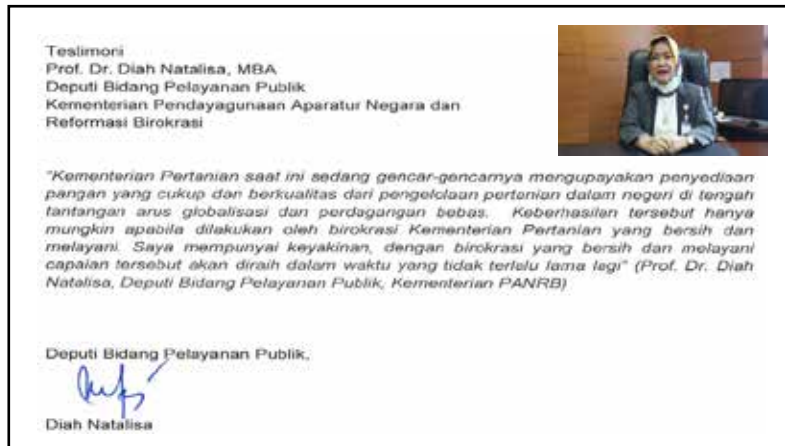 Testimoni
Prof. Dr. Diah Natalisa, MBA
Deputi Bidang Pelayanan Publik
Kementerian Pendayagunaan Aparatur Negara dan
Reformasi Birokrasi
"Kementerian Pertanian saat ini sedang gencar-gencarnya mengupayakan penyediaan
pangan yang cukup dan berkualitas dari pengelolaan pertanian dalam negeri di tengah
tantangan arus globalisasi dan perdagangan bebas. Keberhasilan tersebut hanya
mungkin apabila dilakukan oleh birokrasi Kementerian Pertanian yang bersih dan
melayani. Saya mempunyai keyakinan, dengan birokrasi yang bersih dan melayani
capaian tersebut akan diraih dalam waktu yang tidak terlalu lama lagi" (Prof. Dr. Diah
Natalisa, Deputi Bidang Pelayanan Publik, Kementerian PANRB)
Deputi Bidang Pelayanan Publik,
Diah Natalisa